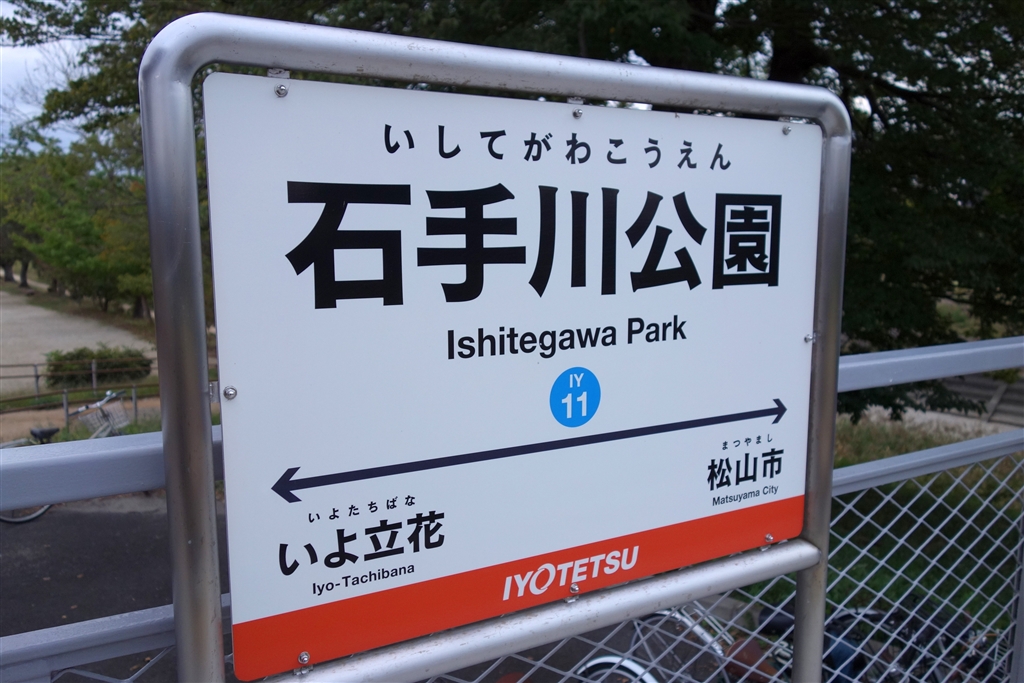 いしてがわこうえん
石手川公園
Ishitegawa Park
IY
11
まつやまし
松山市
Matsuyama City
いよたちばな
いよ立花
Iyo-Tachibana
IYOTETSU